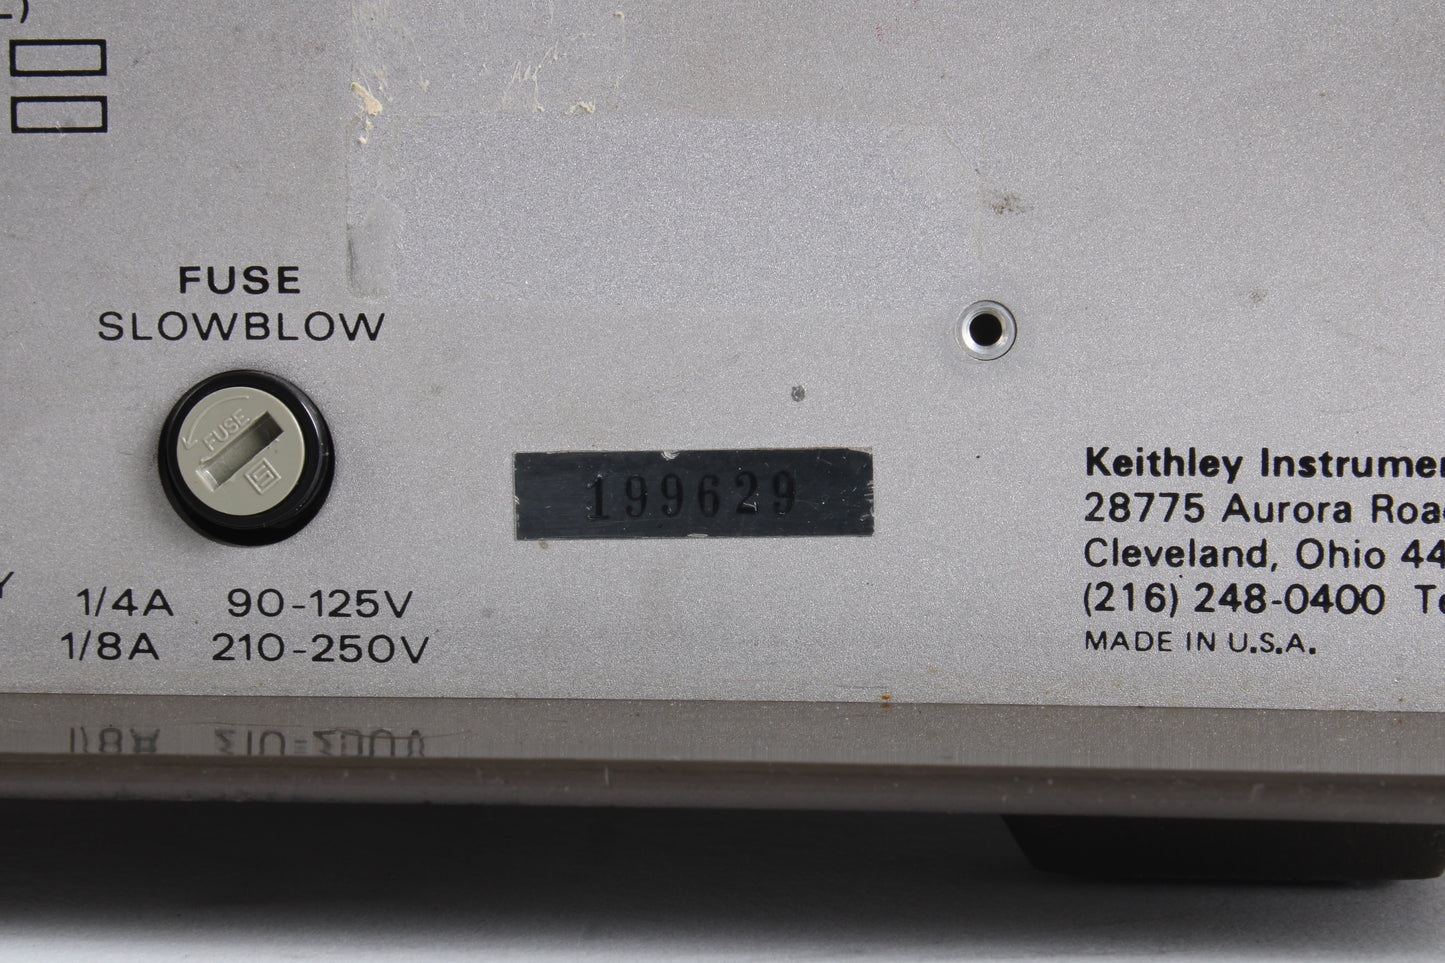 FUSE
SLOWBLOW
FUSE
199629
1/4A 90-125V
1/8A 210-250V
Keithley Instrumen
28775 Aurora Roa
Cleveland, Ohio 44
(216) 248-0400 Te
MADE IN U.S.A.